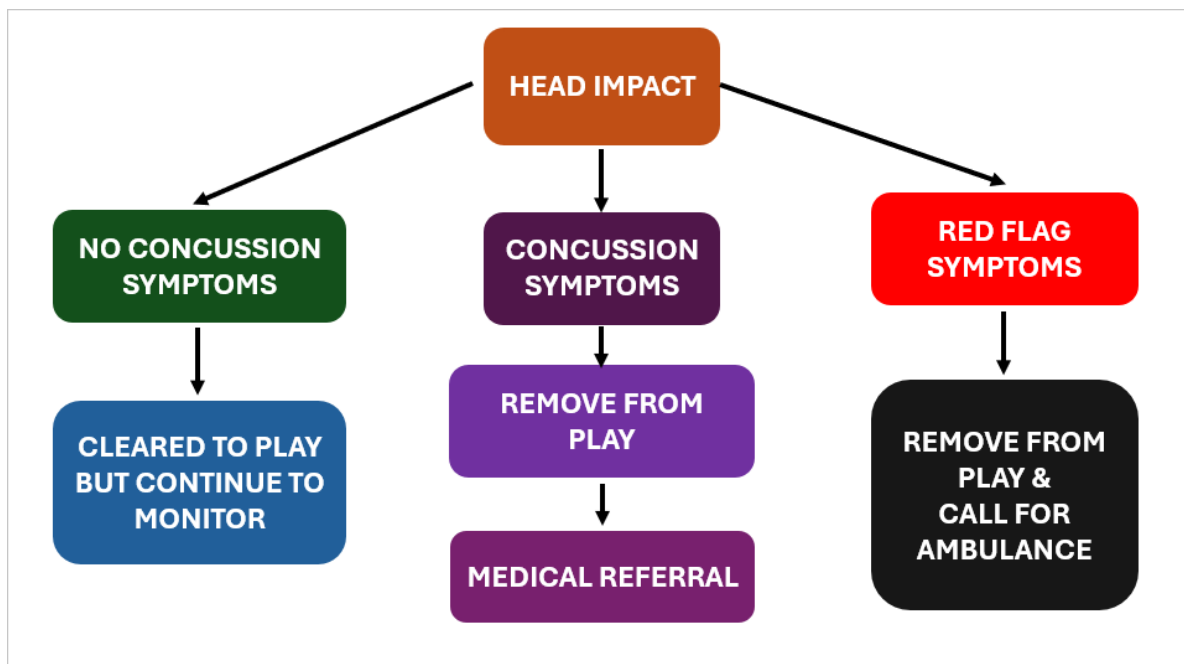 HEAD IMPACT
NO CONCUSSION
SYMPTOMS
CONCUSSION
SYMPTOMS
RED FLAG
SYMPTOMS
CLEARED TO PLAY
BUT CONTINUE TO
MONITOR
REMOVE FROM
PLAY
MEDICAL REFERRAL
REMOVE FROM
PLAY &
CALL FOR
AMBULANCE